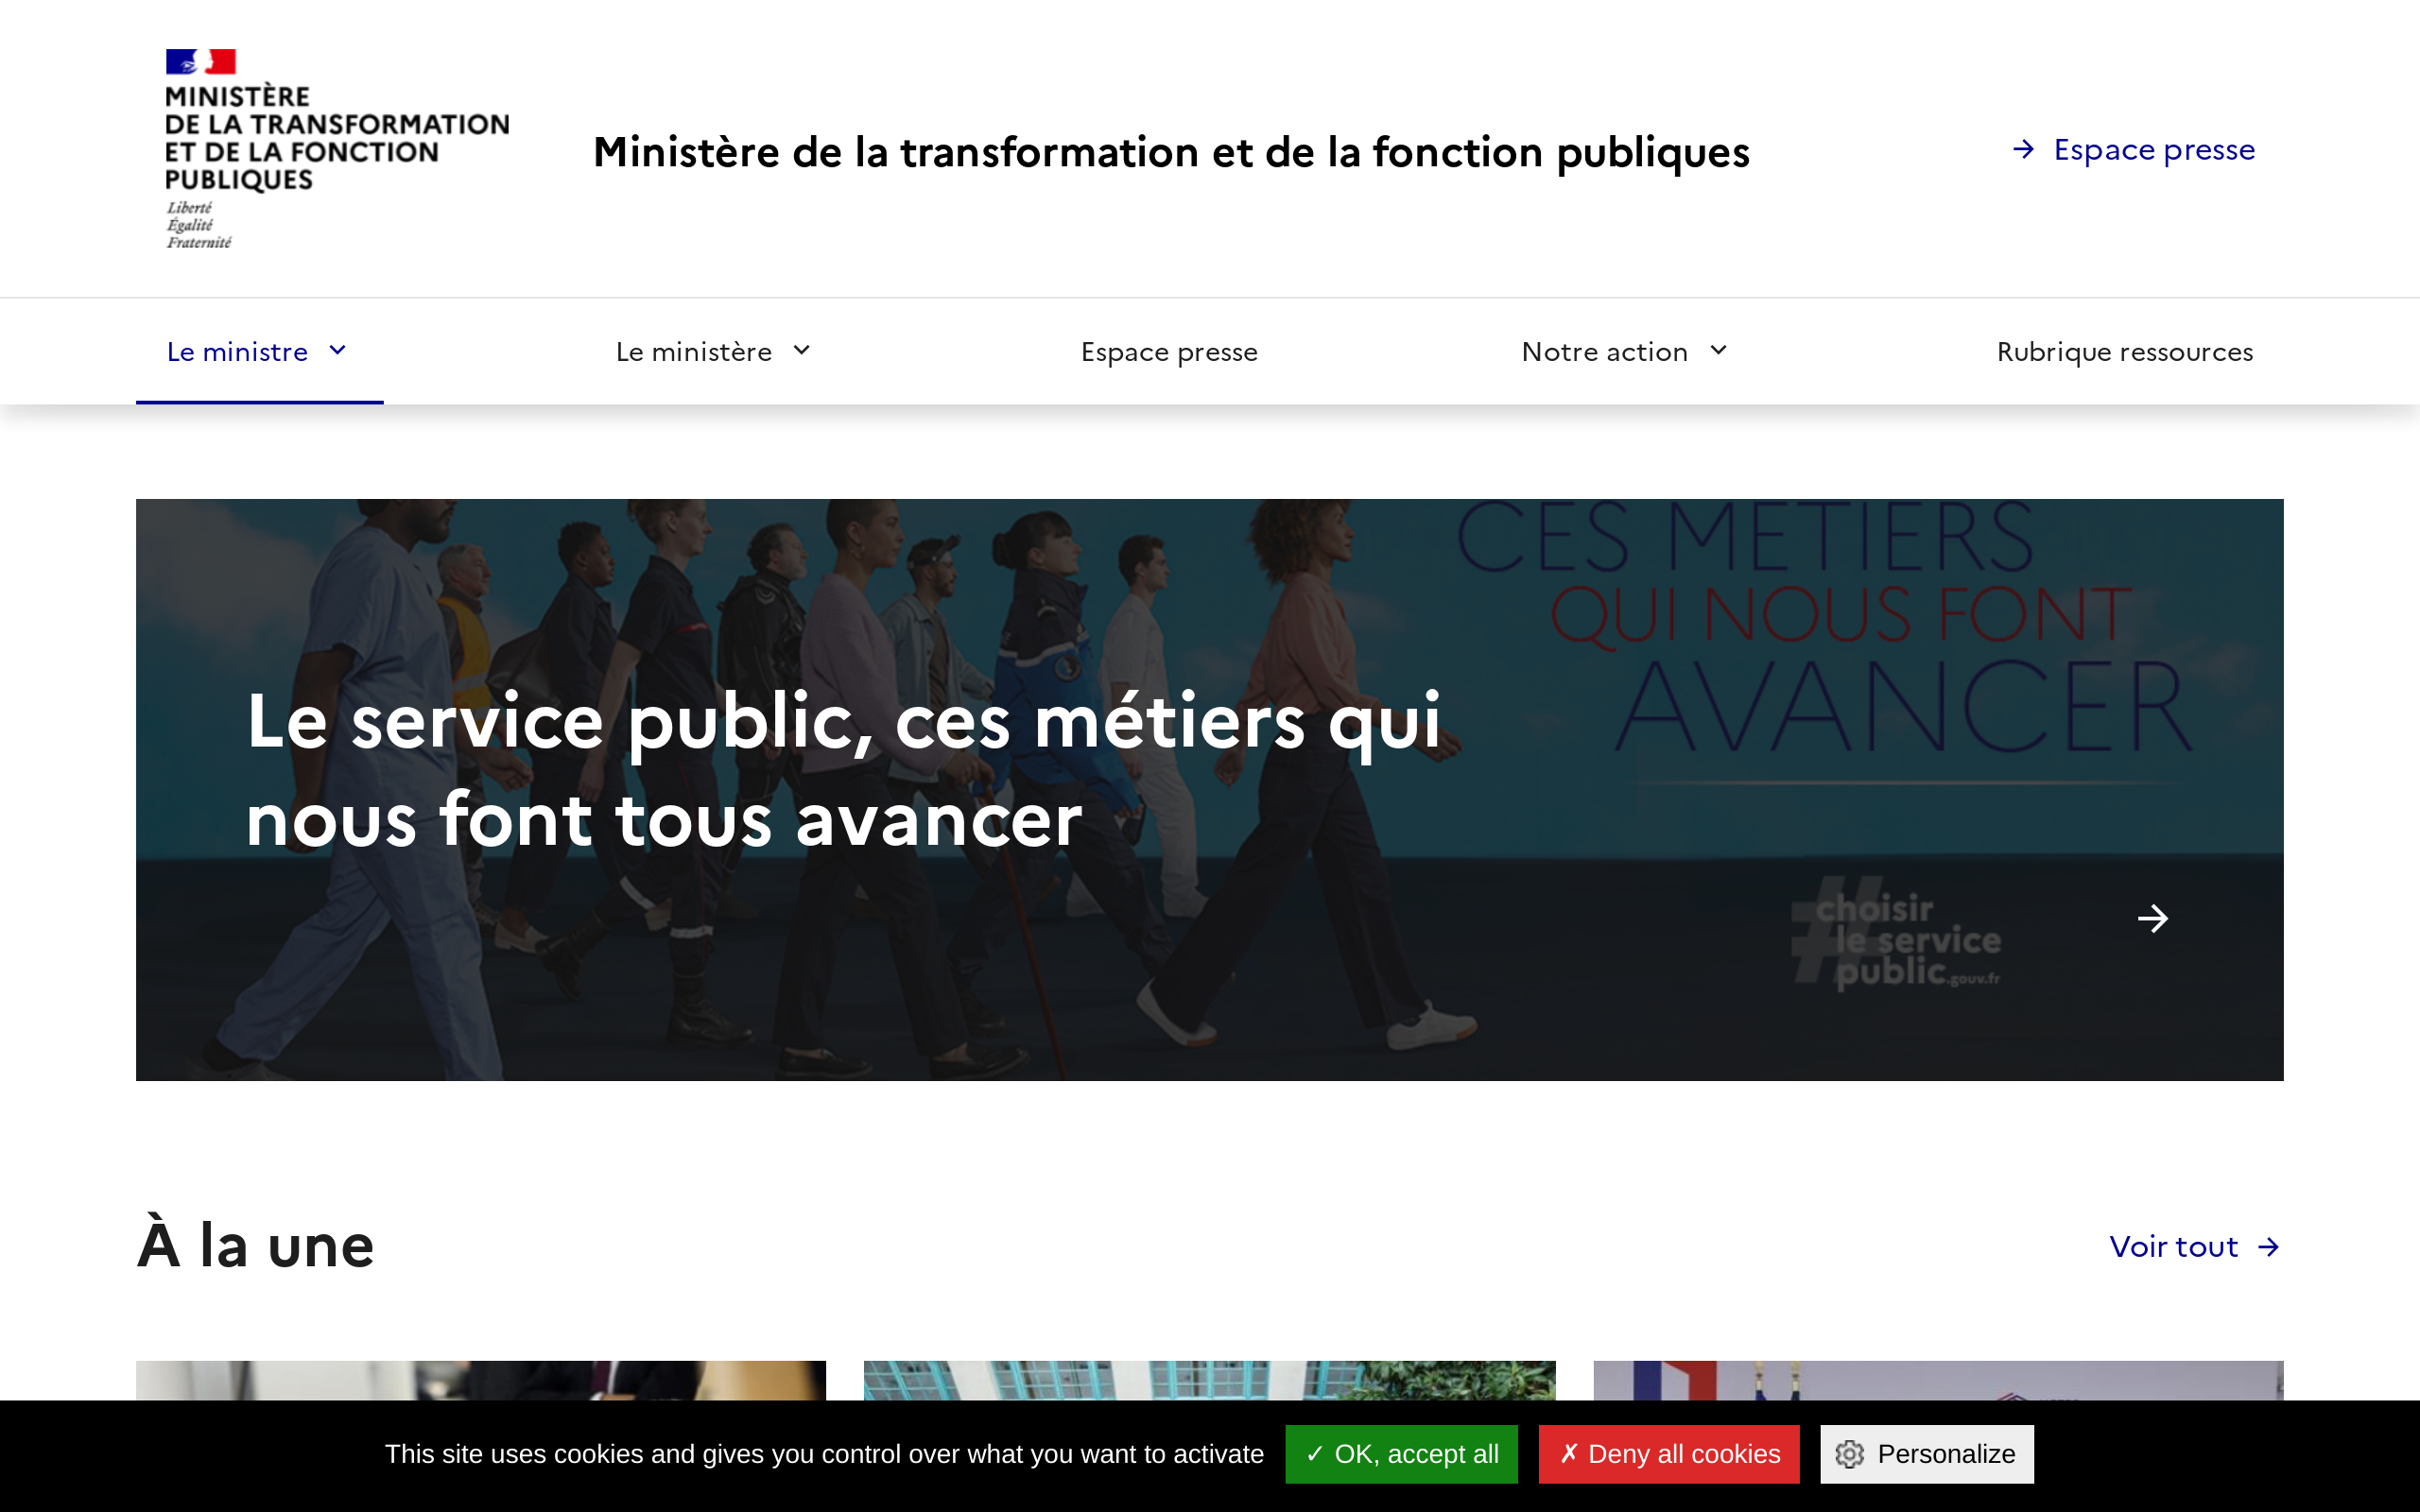 MINISTÈRE
DE LA TRANSFORMATION
ET DE LA FONCTION
PUBLIQUES
Liberté
Égalité
Fraternité
Ministère de la transformation et de la fonction publiques
Espace presse
Le ministre
Le ministère
Espace presse
Notre action
Rubrique ressources
CES MÉTIERS
QUI NOUS FONT
AVANCER
Le service public, ces métiers qui
nous font tous avancer
#choisir
le service
public.gouv.fr
À la une
Voir tout
This site uses cookies and gives you control over what you want to activate
✓ OK, accept all
✗ Deny all cookies
Personalize